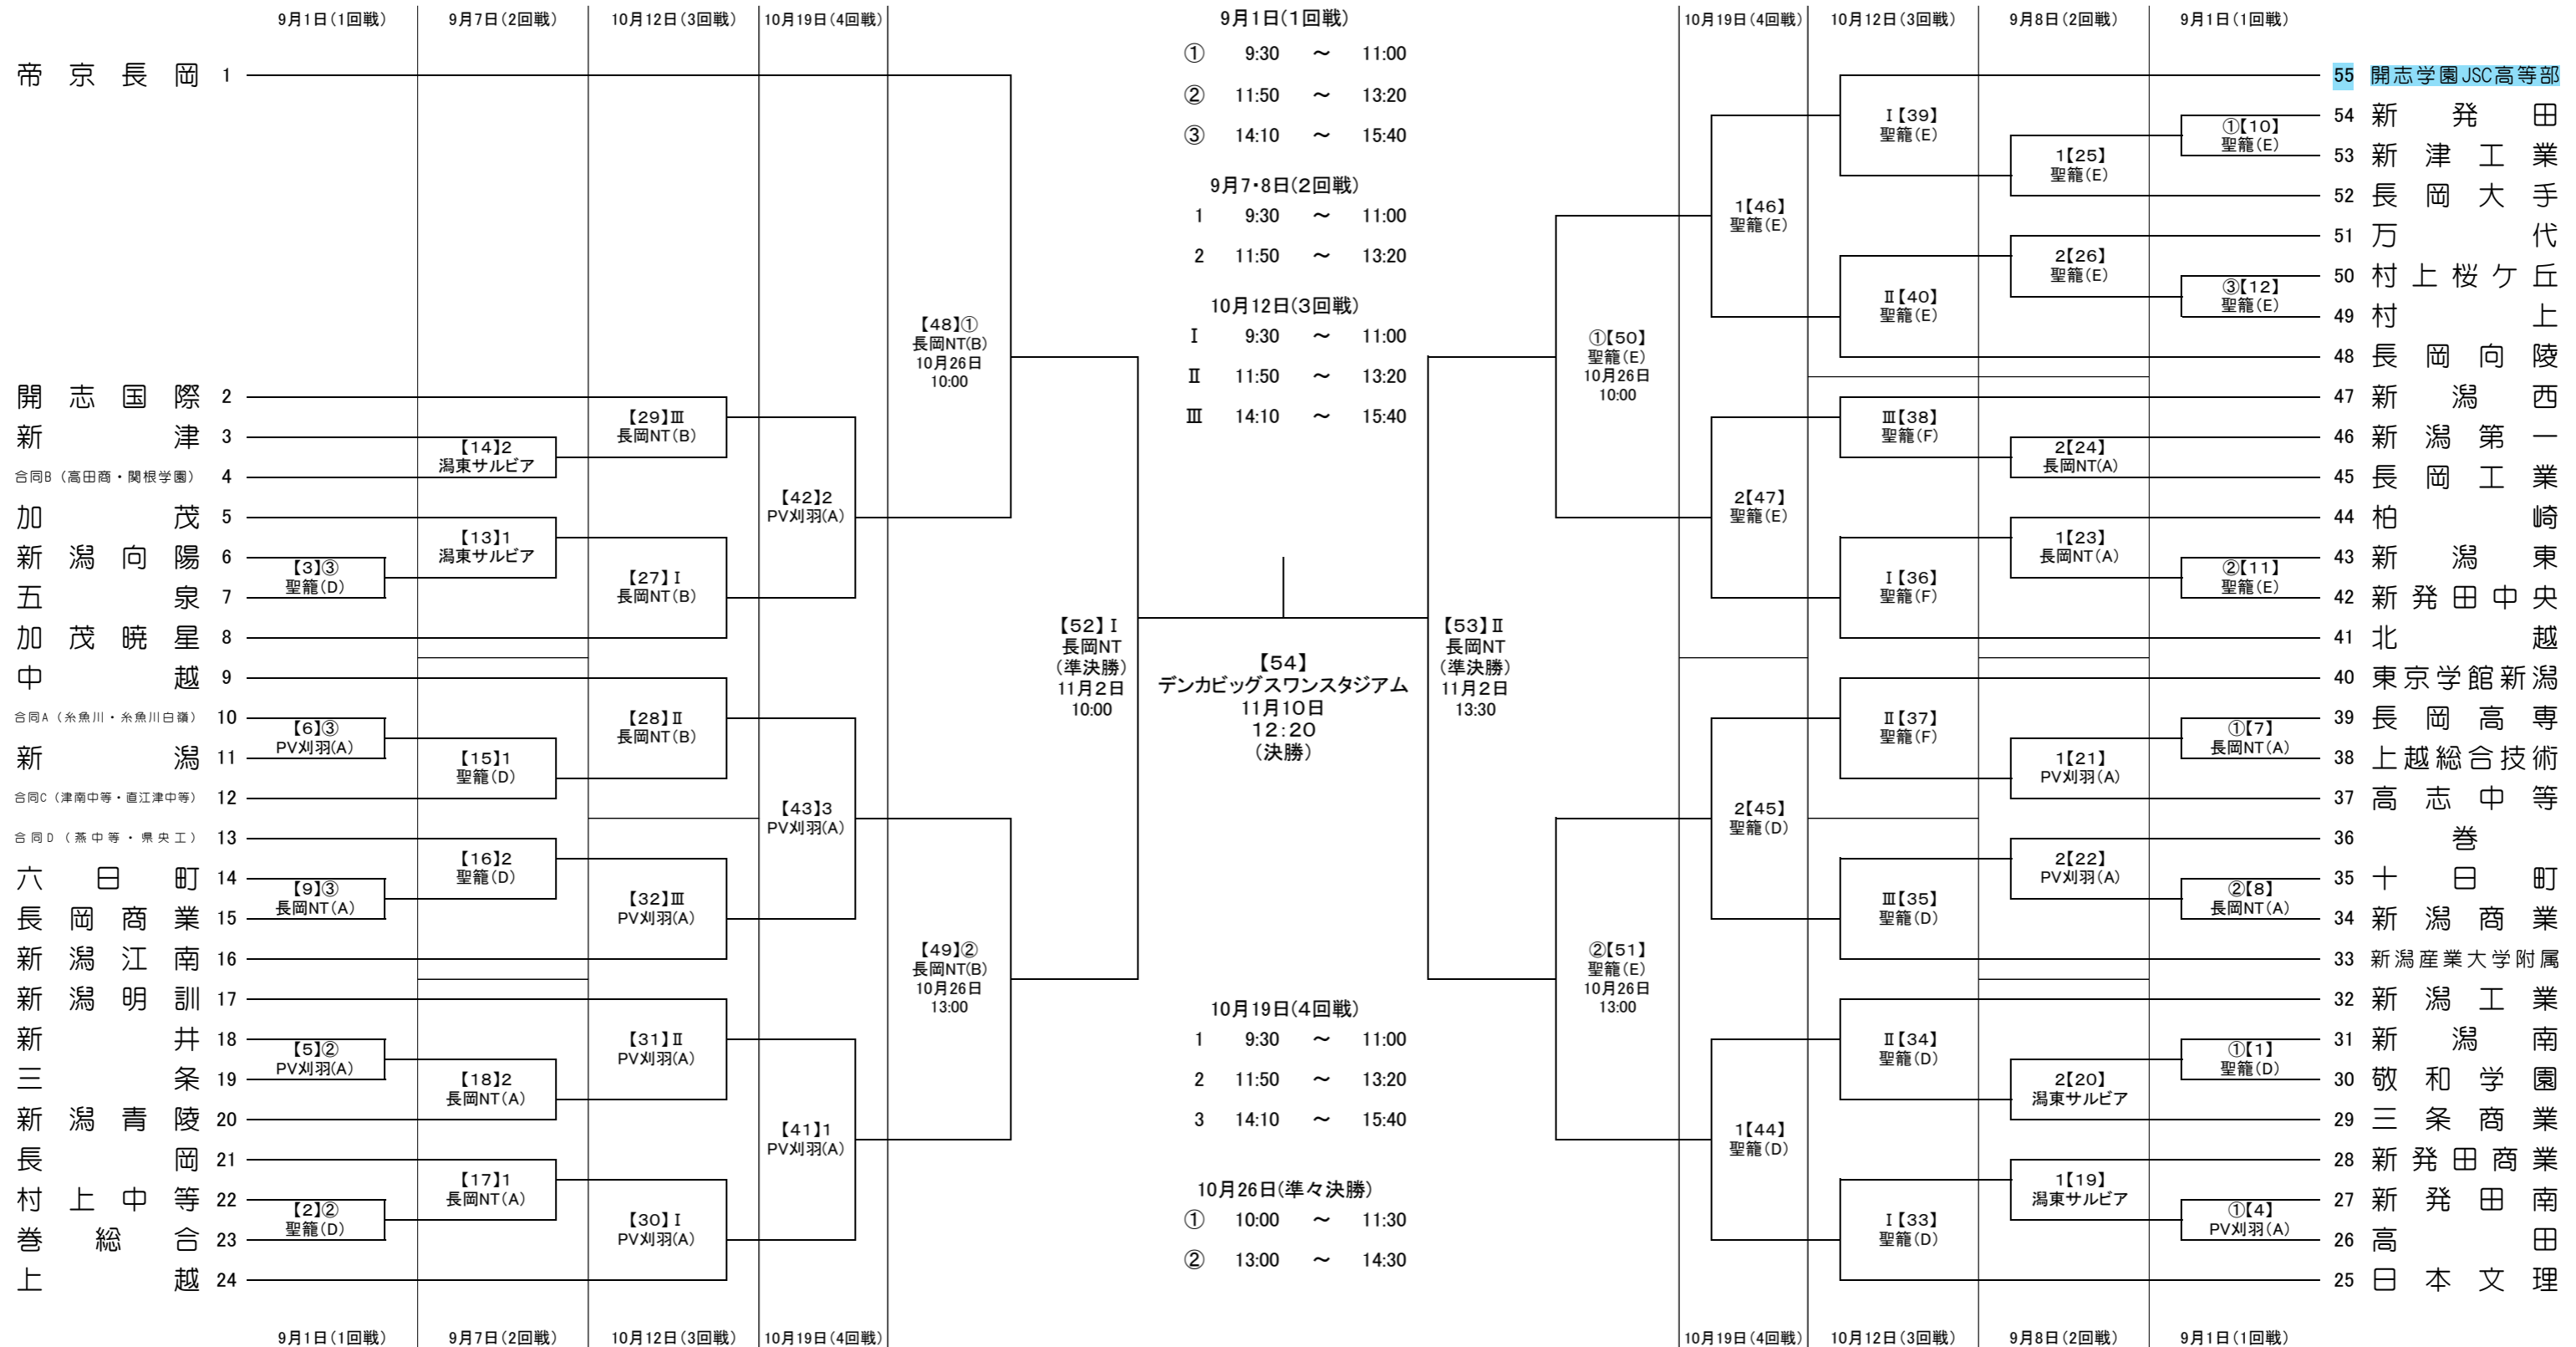 9月1日(1回戦) 9月7日(2回戦) 10月12日(3回戦) 10月19日(4回戦)
帝京長岡 1
開志国際 2
新津 3
合同B（高田商・関根学園） 4
加茂 5
新潟向陽 6
五泉 7
加茂暁星 8
中越 9
合同A（糸魚川・糸魚川白嶺） 10
新潟 11
合同C（津南中等・直江津中等） 12
合同D（燕中等・県央工） 13
六日町 14
長岡商業 15
新潟江南 16
新潟明訓 17
新井 18
三条 19
新潟青陵 20
長岡 21
村上中等 22
巻総合 23
上越 24
【3】③
聖籠(D)
【6】③
PV刈羽(A)
【9】③
長岡NT(A)
【5】②
PV刈羽(A)
【2】②
聖籠(D)
【14】2
潟東サルビア
【13】1
潟東サルビア
【15】1
聖籠(D)
【16】2
聖籠(D)
【18】2
長岡NT(A)
【17】1
長岡NT(A)
【29】Ⅲ
長岡NT(B)
【27】Ⅰ
長岡NT(B)
【28】Ⅱ
長岡NT(B)
【32】Ⅲ
PV刈羽(A)
【31】Ⅱ
PV刈羽(A)
【30】Ⅰ
PV刈羽(A)
【42】2
PV刈羽(A)
【43】3
PV刈羽(A)
【41】1
PV刈羽(A)
【48】①
長岡NT(B)
10月26日
10:00
【49】②
長岡NT(B)
10月26日
13:00
【52】Ⅰ
長岡NT
(準決勝)
11月2日
10:00
9月1日(1回戦) 9月7日(2回戦) 10月12日(3回戦) 10月19日(4回戦)
9月1日(1回戦)
① 9:30 ～ 11:00
② 11:50 ～ 13:20
③ 14:10 ～ 15:40
9月7・8日(2回戦)
1 9:30 ～ 11:00
2 11:50 ～ 13:20
10月12日(3回戦)
Ⅰ 9:30 ～ 11:00
Ⅱ 11:50 ～ 13:20
Ⅲ 14:10 ～ 15:40
【54】
デンカビッグスワンスタジアム
11月10日
12：20
(決勝)
10月19日(4回戦)
1 9:30 ～ 11:00
2 11:50 ～ 13:20
3 14:10 ～ 15:40
10月26日(準々決勝)
① 10:00 ～ 11:30
② 13:00 ～ 14:30
10月19日(4回戦) 10月12日(3回戦) 9月8日(2回戦) 9月1日(1回戦)
【53】Ⅱ
長岡NT
(準決勝)
11月2日
13:30
①【50】
聖籠(E)
10月26日
10:00
②【51】
聖籠(E)
10月26日
13:00
1【46】
聖籠(E)
2【47】
聖籠(E)
2【45】
聖籠(D)
1【44】
聖籠(D)
Ⅰ【39】
聖籠(E)
Ⅱ【40】
聖籠(E)
Ⅲ【38】
聖籠(F)
Ⅰ【36】
聖籠(F)
Ⅱ【37】
聖籠(F)
Ⅲ【35】
聖籠(D)
Ⅱ【34】
聖籠(D)
Ⅰ【33】
聖籠(D)
1【25】
聖籠(E)
2【26】
聖籠(E)
2【24】
長岡NT(A)
1【23】
長岡NT(A)
1【21】
PV刈羽(A)
2【22】
PV刈羽(A)
2【20】
潟東サルビア
1【19】
潟東サルビア
①【10】
聖籠(E)
③【12】
聖籠(E)
②【11】
聖籠(E)
①【7】
長岡NT(A)
②【8】
長岡NT(A)
①【1】
聖籠(D)
①【4】
PV刈羽(A)
55 開志学園JSC高等部
54 新発田
53 新津工業
52 長岡大手
51 万代
50 村上桜ケ丘
49 村上
48 長岡向陵
47 新潟西
46 新潟第一
45 長岡工業
44 柏崎
43 新潟東
42 新発田中央
41 北越
40 東京学館新潟
39 長岡高専
38 上越総合技術
37 高志中等
36 巻
35 十日町
34 新潟商業
33 新潟産業大学附属
32 新潟工業
31 新潟南
30 敬和学園
29 三条商業
28 新発田商業
27 新発田南
26 高田
25 日本文理
10月19日(4回戦) 10月12日(3回戦) 9月8日(2回戦) 9月1日(1回戦)